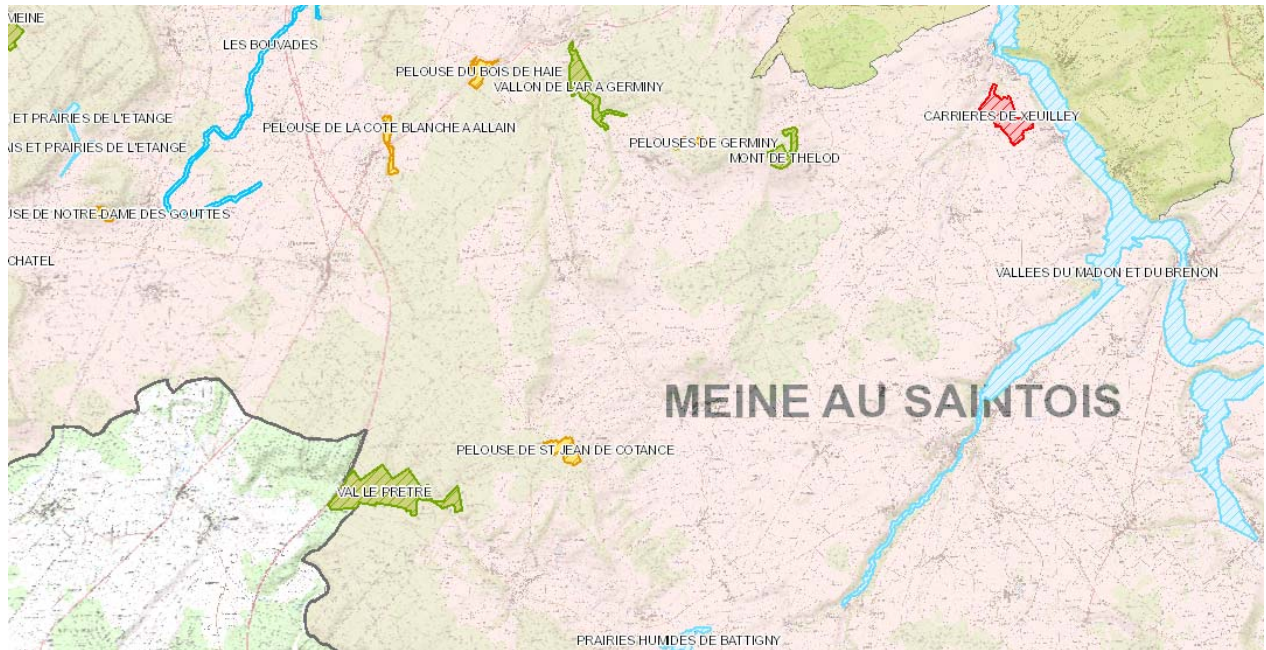 MEINE
LES BOUVADES
PELOUSE DU BOIS DE HAIE
VALLON DE L'AR A GERMINY
ET PRAIRIES DE L'ETANGE
PELOUSE DE LA COTE BLANCHE A ALLAIN
CARRIERES DE XEUILLEY
AIS ET PRAIRIES DE L'ETANGE
PELOUSES DE GERMINY
MONT DE THELOD
USE DE NOTRE-DAME DES GOUTTES
CHATEL
VALLEES DU MADON ET DU BRENON
MEINE AU SAINTOIS
PELOUSE DE ST JEAN DE COTANCE
VAL LE PRETRE
PRAIRIES HUMIDES DE BATTIGNY